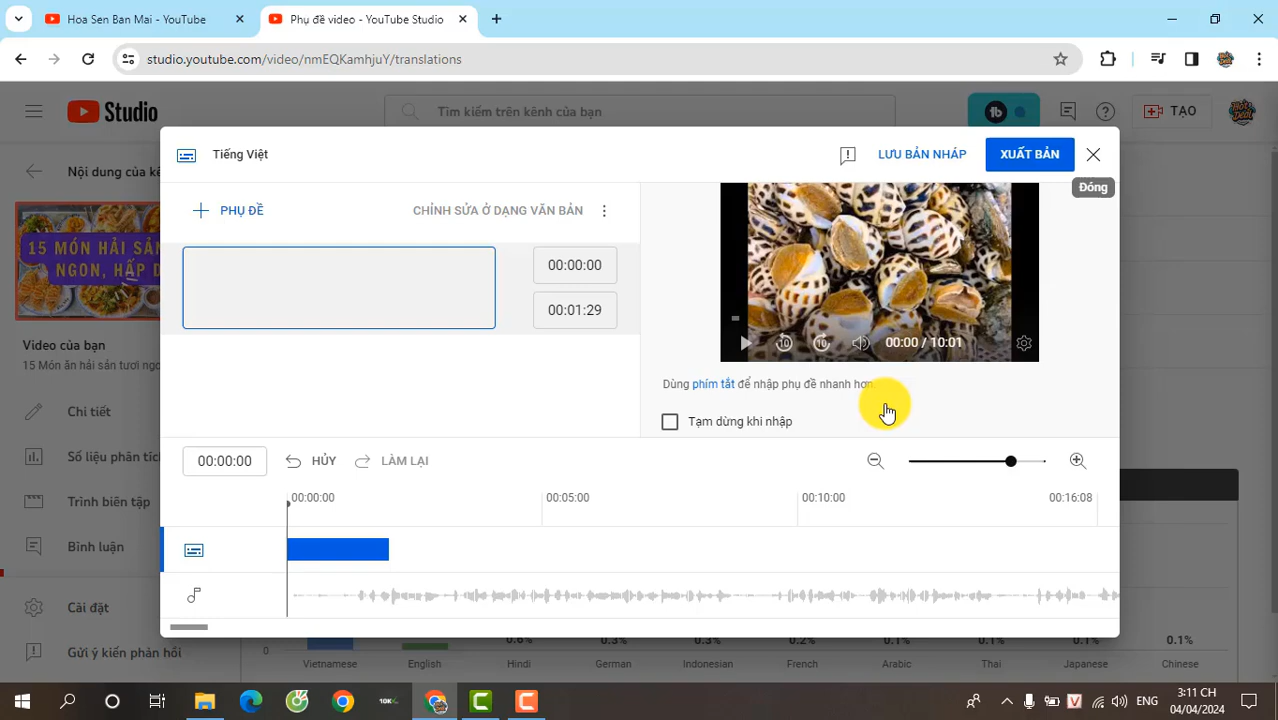 Hoa Sen Ban Mai - YouTube
Phụ đề video - YouTube Studio
studio.youtube.com/video/nmEQKamhjuY/translations
Studio
Tìm kiếm trên kênh của bạn
TẠO
Nội dung của kê
15 MÓN HẢI SẢN
NGON, HẤP D
Video của bạn
15 Món ăn hải sản tươi ngo
Chi tiết
Số liệu phân tích
Trình biên tập
Bình luận
Cài đặt
Gửi ý kiến phản hồi
Tiếng Việt
LƯU BẢN NHÁP
XUẤT BẢN
Đóng
PHỤ ĐỀ
CHỈNH SỬA Ở DẠNG VĂN BẢN
00:00:00
00:01:29
10
10
00:00 / 10:01
Dùng phím tắt để nhập phụ đề nhanh hơn.
Tạm dừng khi nhập
00:00:00
HỦY
LÀM LẠI
00:00:00
00:05:00
00:10:00
00:16:08
0
0.6%
0.3%
0.3%
0.2%
0.1%
0.1%
0.1%
0.1%
Vietnamese
English
Hindi
German
Indonesian
French
Arabic
Thai
Japanese
Chinese
10K
ENG
3:11 CH
04/04/2024